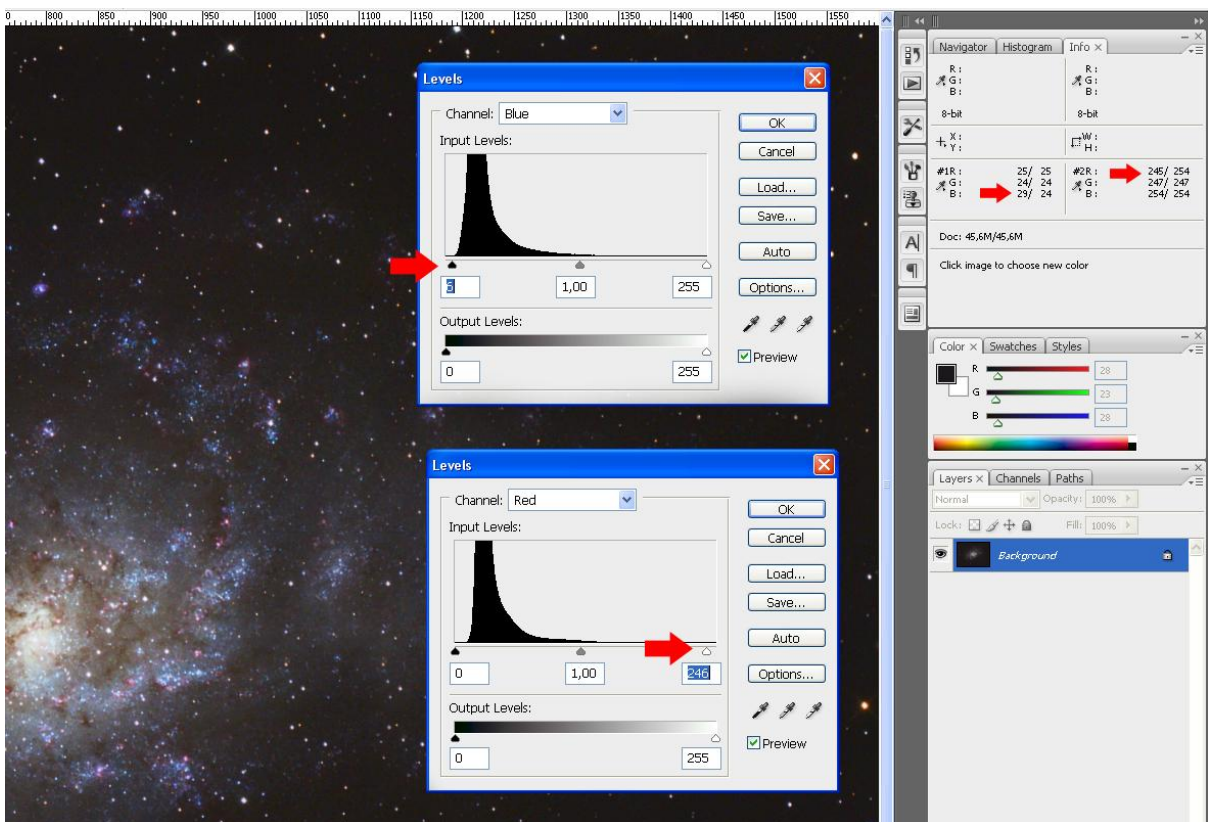 0 800 850 900 950 1000 1050 1100 1150 1200 1250 1300 1350 1400 1450 1500 1550
Levels
Channel: Blue
Input Levels:
1,00 255
Output Levels:
0 255
OK
Cancel
Load...
Save...
Auto
Options...
Preview
Levels
Channel: Red
Input Levels:
0 1,00 246
Output Levels:
0 255
OK
Cancel
Load...
Save...
Auto
Options...
Preview
Navigator Histogram Info ×
R : R :
G : G :
B : B :
8-bit 8-bit
X : W :
Y : H :
#1R : 25/ 25 #2R : 245/ 254
G : 24/ 24 G : 247/ 247
B : 29/ 24 B : 254/ 254
Doc: 45,6M/45,6M
Click image to choose new color
Color × Swatches Styles
R 28
G 23
B 28
Layers × Channels Paths
Normal Opacity: 100%
Lock: Fill: 100%
Background